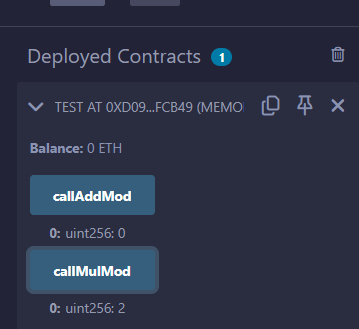 Deployed Contracts 1
TEST AT 0XD09...FCB49 (MEMO
Balance: 0 ETH
callAddMod
0: uint256: 0
callMulMod
0: uint256: 2